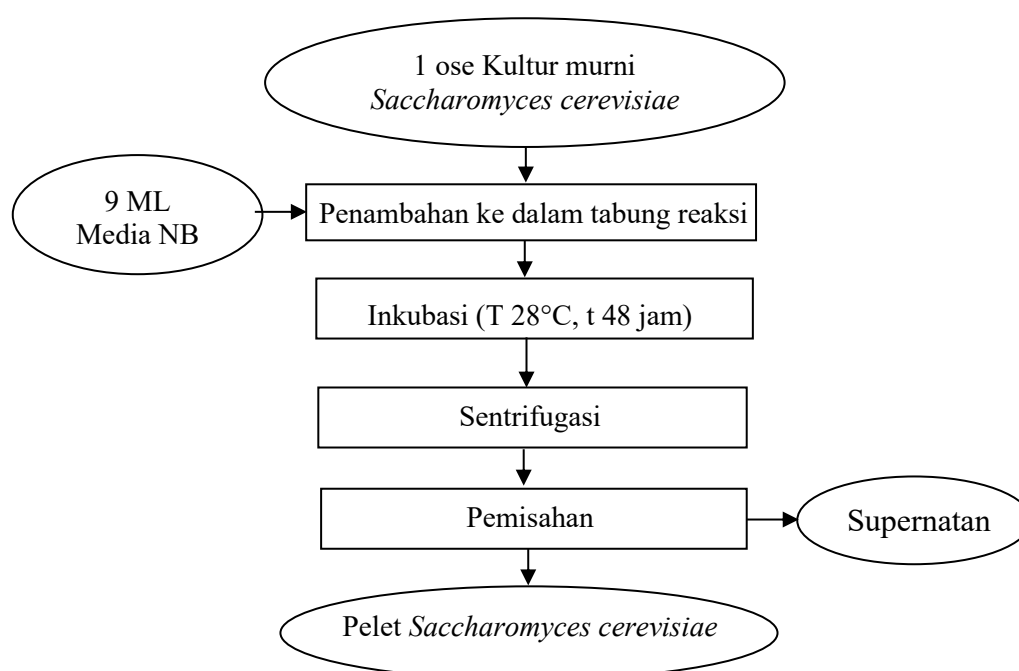 1 ose Kultur murni
Saccharomyces cerevisiae
9 ML
Media NB
Penambahan ke dalam tabung reaksi
Inkubasi (T 28°C, t 48 jam)
Sentrifugasi
Pemisahan
Supernatan
Pelet Saccharomyces cerevisiae